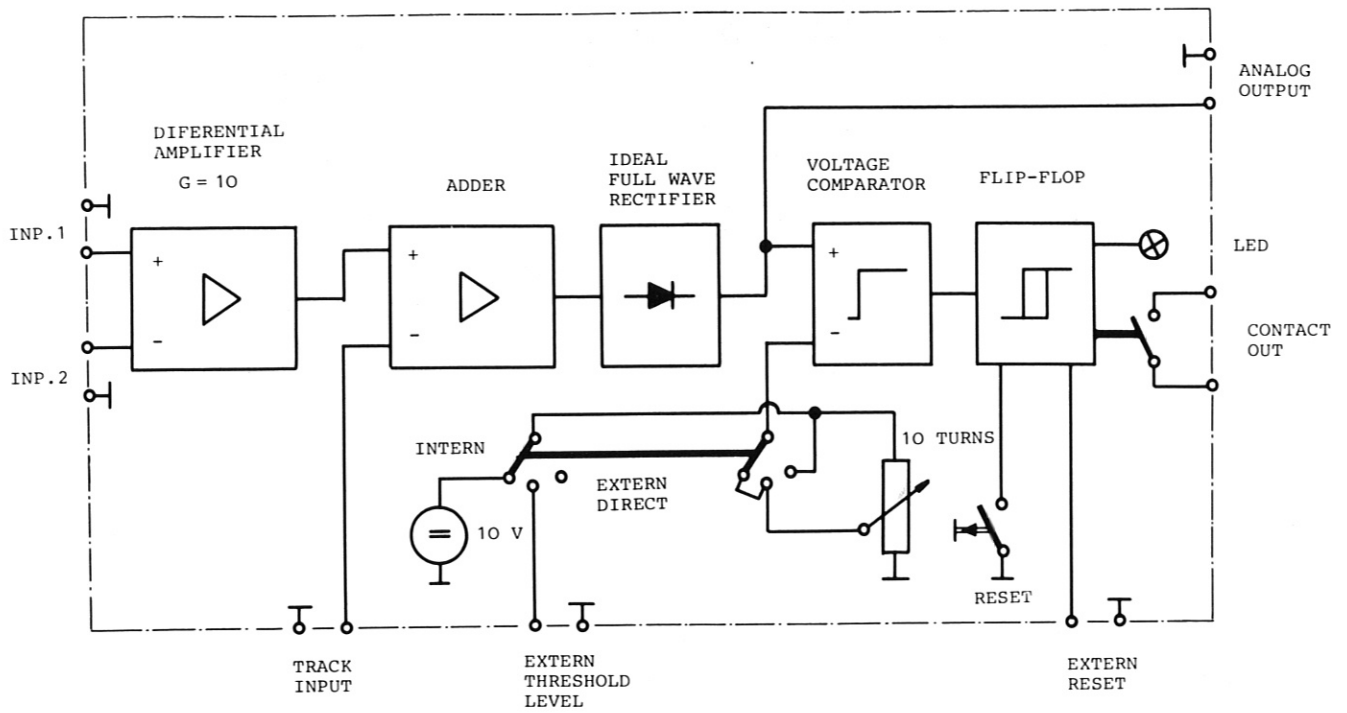 ANALOG
OUTPUT
DIFERENTIAL
AMPLIFIER
G = 10
ADDER
IDEAL
FULL WAVE
RECTIFIER
VOLTAGE
COMPARATOR
FLIP-FLOP
INP.1
+
-
+
-
+
-
LED
CONTACT
OUT
INP.2
INTERN
EXTERN
DIRECT
10 TURNS
10 V
RESET
TRACK
INPUT
EXTERN
THRESHOLD
LEVEL
EXTERN
RESET